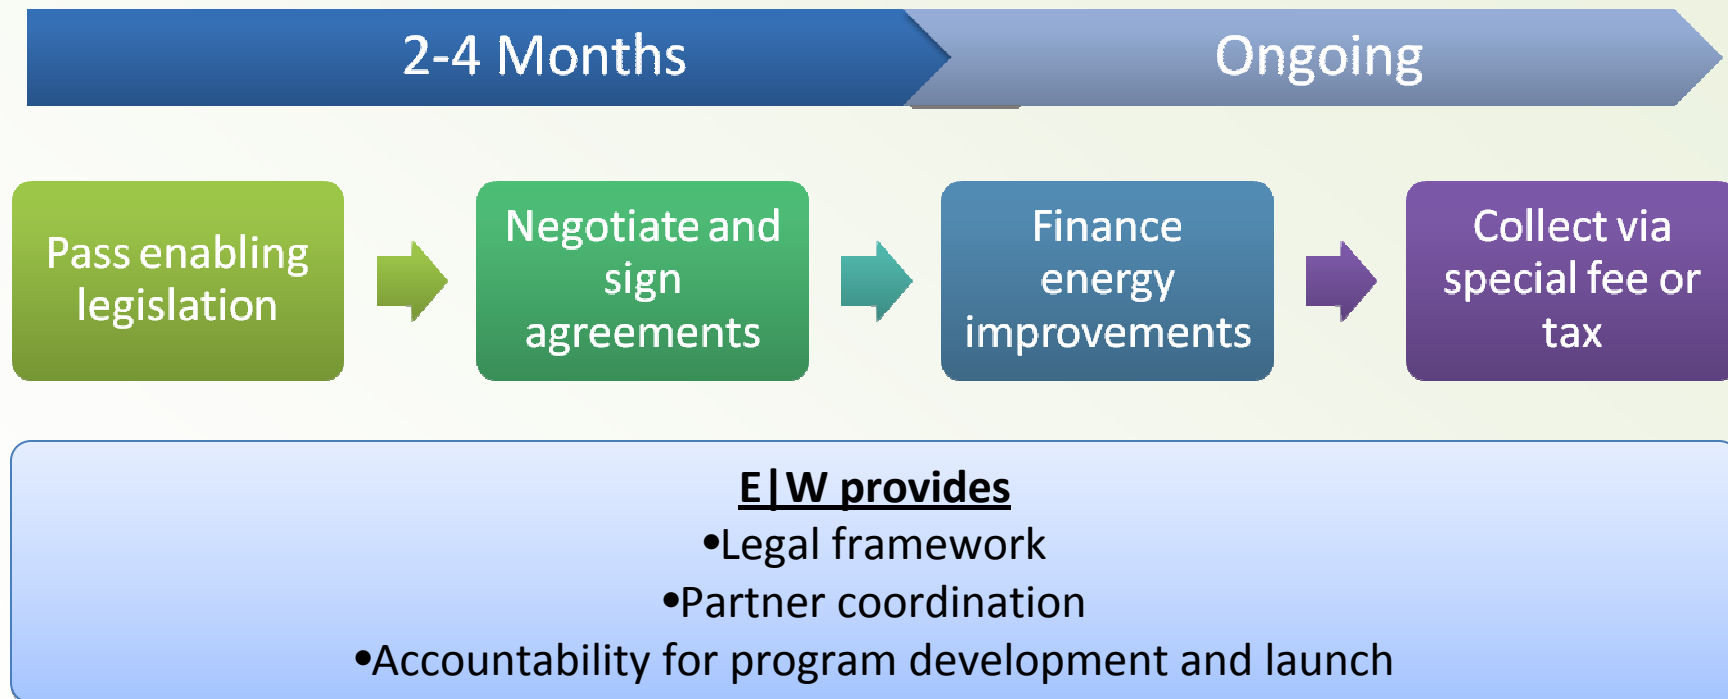 2-4 Months
Ongoing
Pass enabling
legislation
Negotiate and
sign
agreements
Finance
energy
improvements
Collect via
special fee or
tax
E|W provides
•Legal framework
•Partner coordination
•Accountability for program development and launch